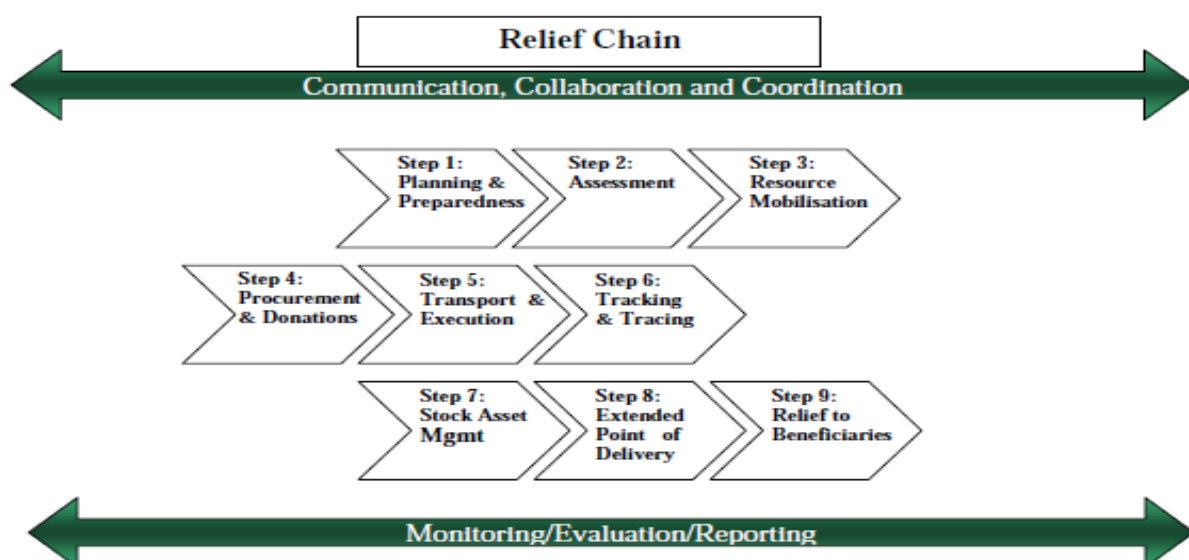 Relief Chain
Communication, Collaboration and Coordination
Step 1:
Planning &
Preparedness
Step 2:
Assessment
Step 3:
Resource
Mobilisation
Step 4:
Procurement
& Donations
Step 5:
Transport &
Execution
Step 6:
Tracking
& Tracing
Step 7:
Stock Asset
Mgmt
Step 8:
Extended
Point of
Delivery
Step 9:
Relief to
Beneficiaries
Monitoring/Evaluation/Reporting